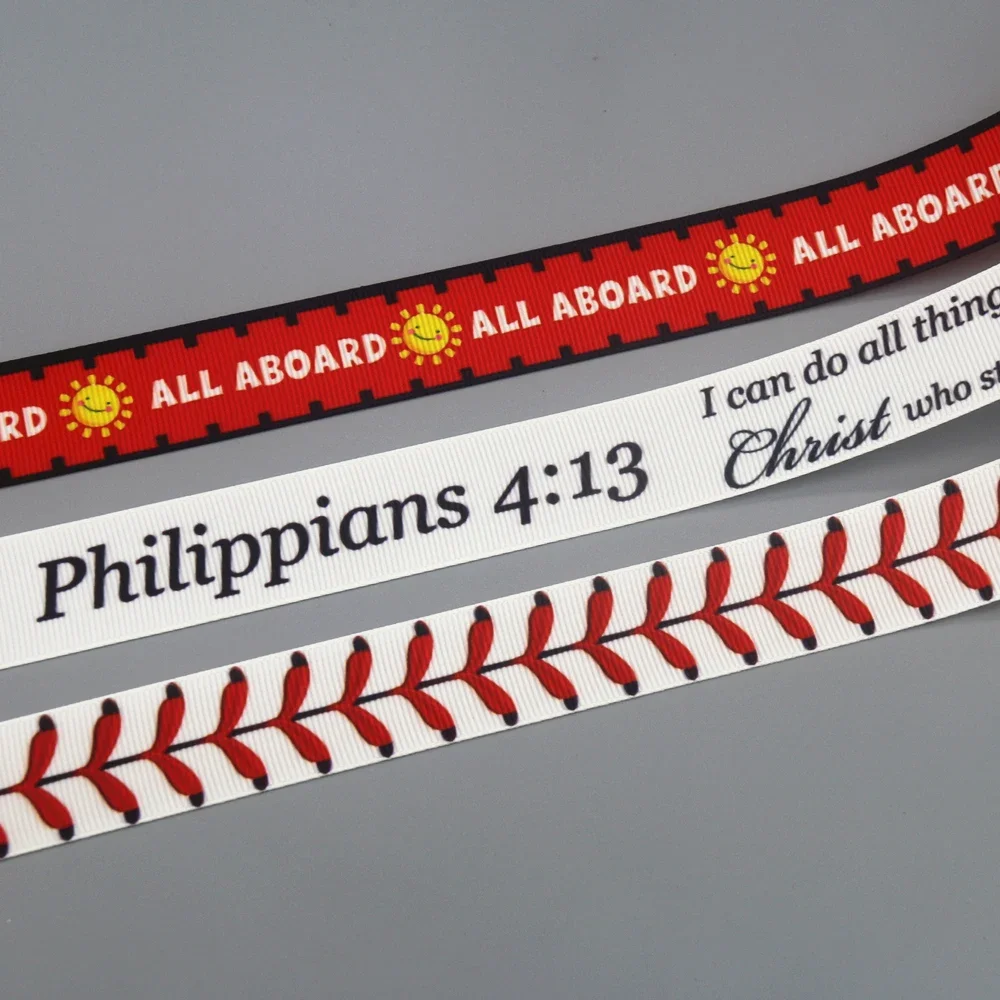 RD ALL ABOARD ALL ABOARD ALL ABOAR
Philippians 4:13
I can do all thing
Christ who st